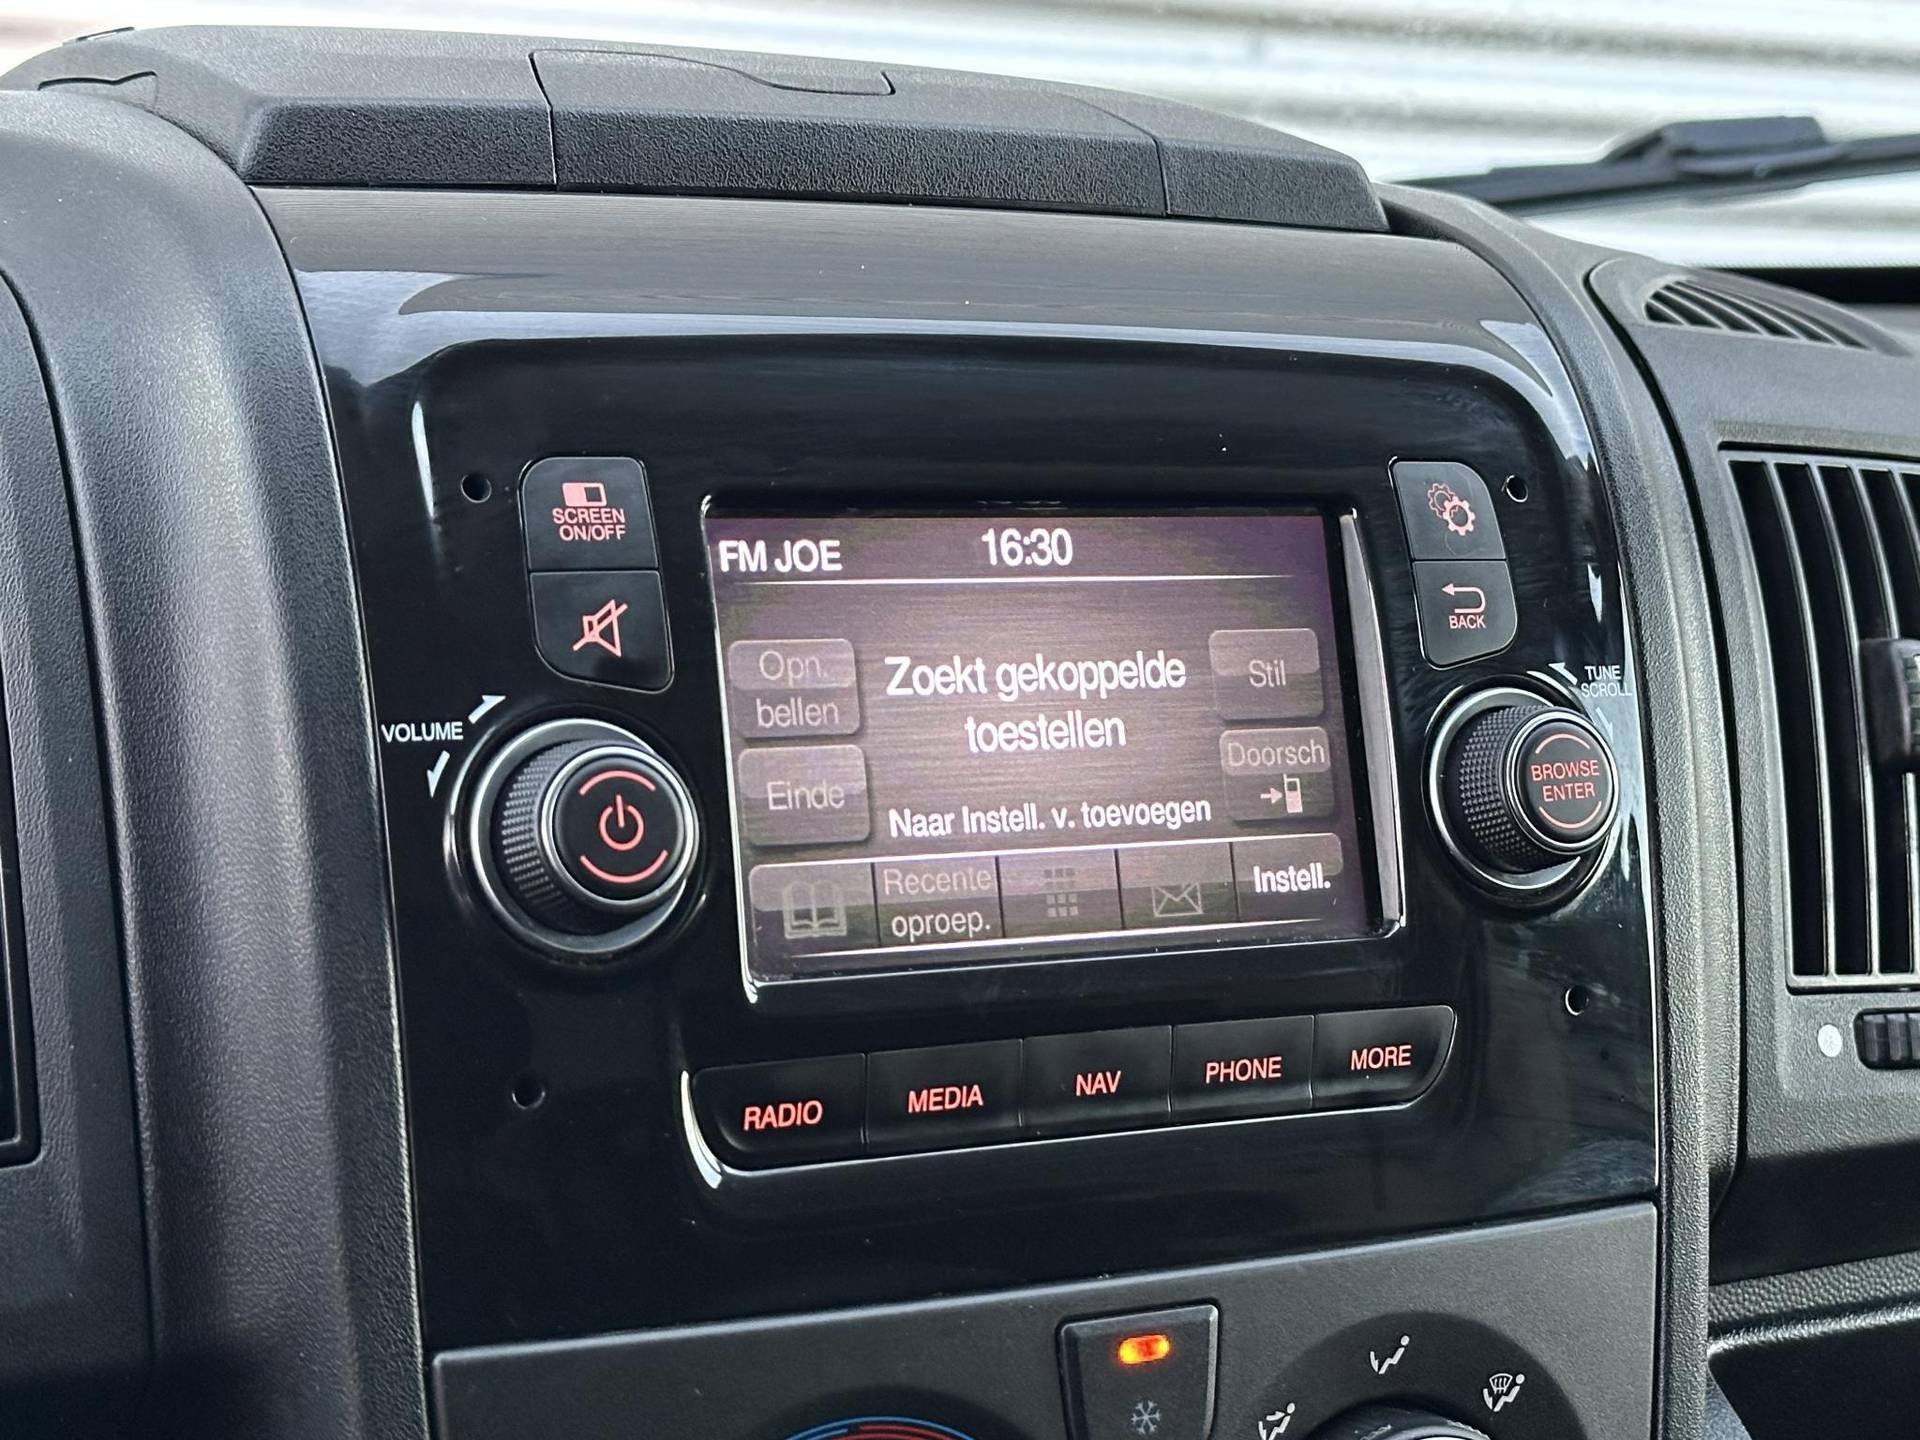 SCREEN
ON/OFF
VOLUME
FM JOE
16:30
Opn.
bellen
Zoekt gekoppelde
toestellen
Stil
Einde
Doorsch
Naar Instell. v. toevoegen
Recente
oproep.
Instell.
BACK
TUNE
SCROLL
BROWSE
ENTER
RADIO
MEDIA
NAV
PHONE
MORE